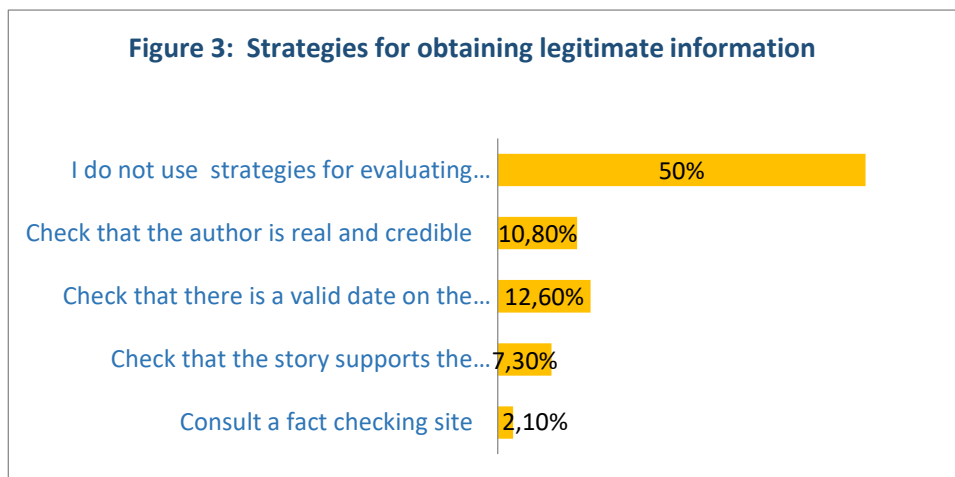 Figure 3:  Strategies for obtaining legitimate information
I do not use  strategies for evaluating… 50%
Check that the author is real and credible 10,80%
Check that there is a valid date on the… 12,60%
Check that the story supports the… 7,30%
Consult a fact checking site 2,10%